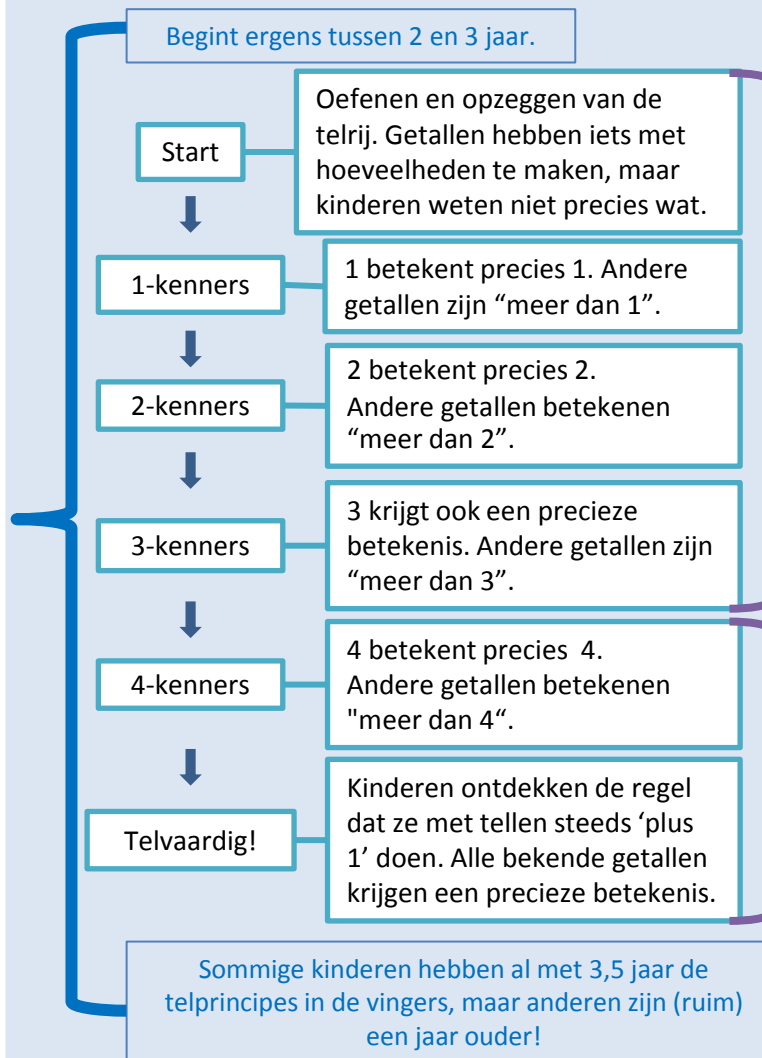 Begint ergens tussen 2 en 3 jaar.
Start
Oefenen en opzeggen van de
telrij. Getallen hebben iets met
hoeveelheden te maken, maar
kinderen weten niet precies wat.
1-kenners
1 betekent precies 1. Andere
getallen zijn “meer dan 1”.
2-kenners
2 betekent precies 2.
Andere getallen betekenen
“meer dan 2”.
3-kenners
3 krijgt ook een precieze
betekenis. Andere getallen zijn
“meer dan 3”.
4-kenners
4 betekent precies 4.
Andere getallen betekenen
"meer dan 4“.
Telvaardig!
Kinderen ontdekken de regel
dat ze met tellen steeds ‘plus
1’ doen. Alle bekende getallen
krijgen een precieze betekenis.
Sommige kinderen hebben al met 3,5 jaar de
telprincipes in de vingers, maar anderen zijn (ruim)
een jaar ouder!